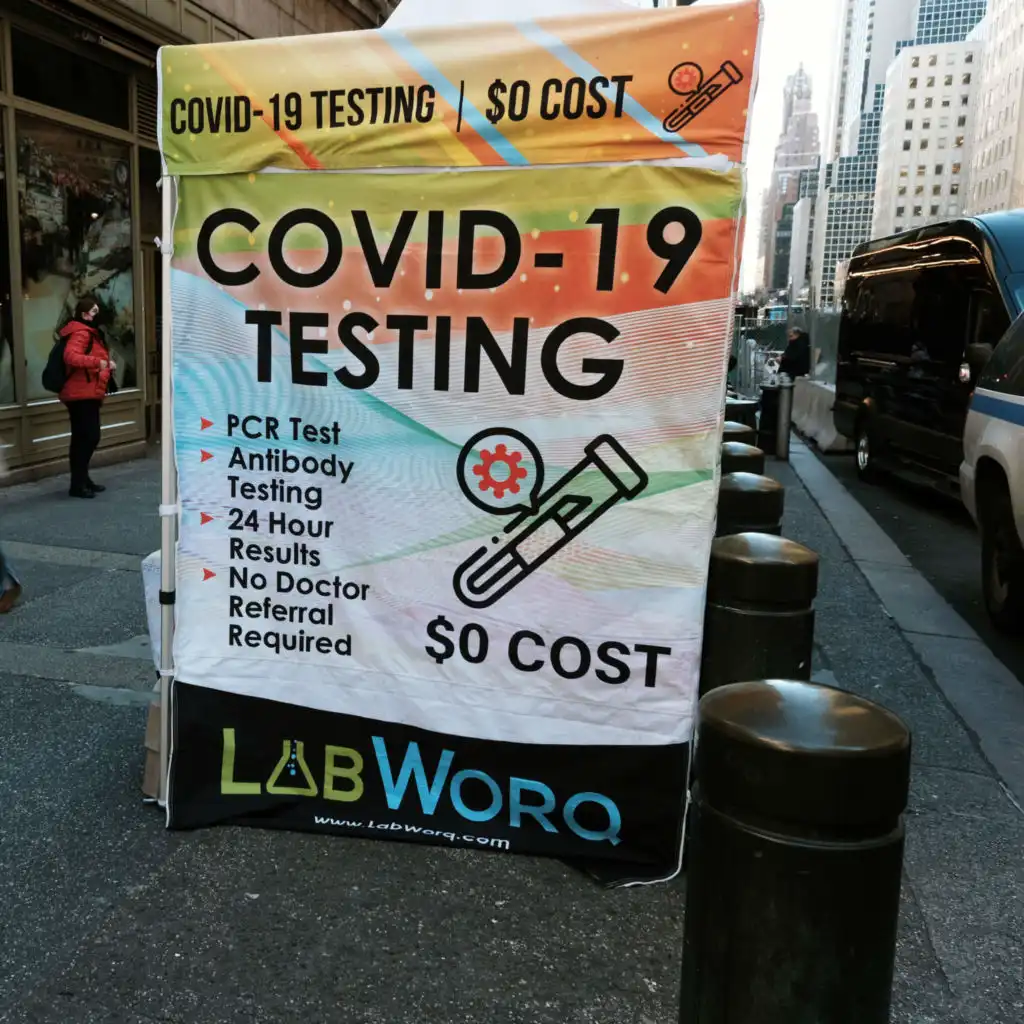 COVID-19 TESTING | $0 COST
COVID-19
TESTING
PCR Test
Antibody
Testing
24 Hour
Results
No Doctor
Referral
Required
$0 COST
LABWORQ
www.LabWorq.com